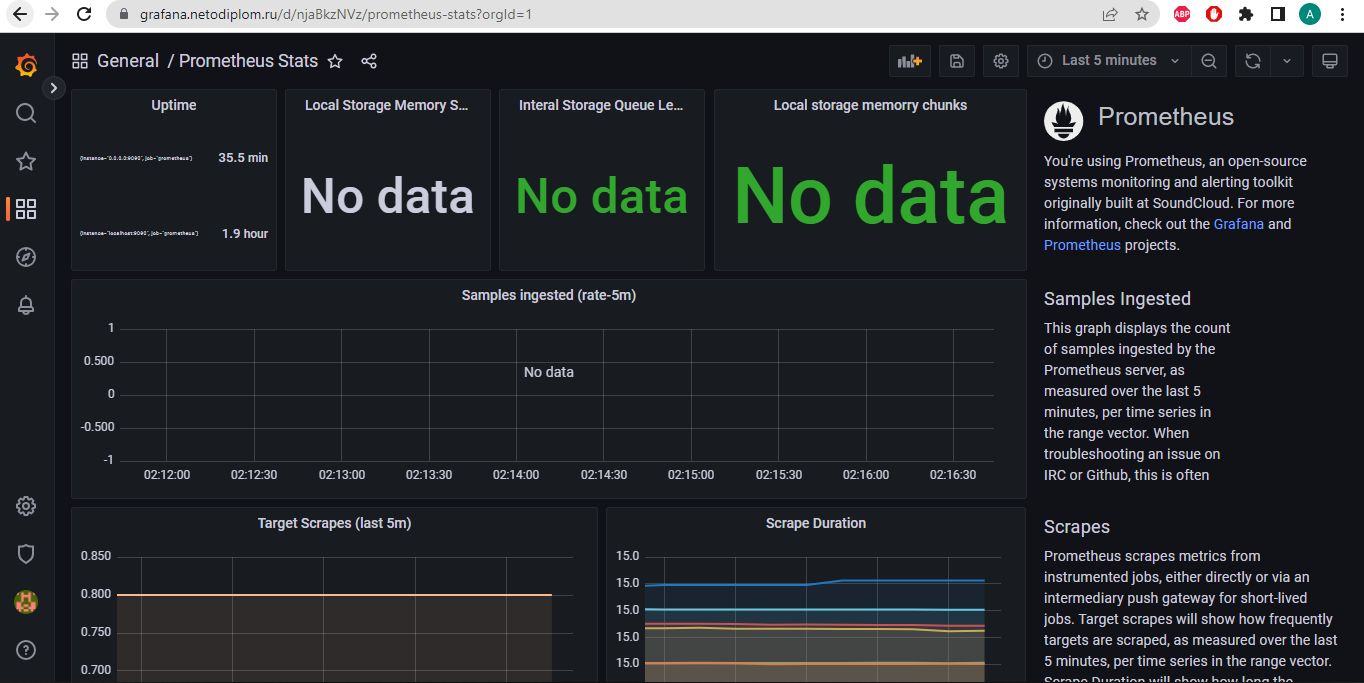 grafana.netodiplom.ru/d/njaBkzNVz/prometheus-stats?orgId=1
ABP
A
General / Prometheus Stats
Last 5 minutes
Uptime
{instance="0.0.0.0:9090", job="prometheus"}
35.5 min
{instance="localhost:9090", job="prometheus"}
1.9 hour
Local Storage Memory S...
No data
Interal Storage Queue Le...
No data
Local storage memorry chunks
No data
Prometheus
You're using Prometheus, an open-source
systems monitoring and alerting toolkit
originally built at SoundCloud. For more
information, check out the Grafana and
Prometheus projects.
Samples ingested (rate-5m)
1
0.500
0
-0.500
-1
No data
02:12:00
02:12:30
02:13:00
02:13:30
02:14:00
02:14:30
02:15:00
02:15:30
02:16:00
02:16:30
Samples Ingested
This graph displays the count
of samples ingested by the
Prometheus server, as
measured over the last 5
minutes, per time series in
the range vector. When
troubleshooting an issue on
IRC or Github, this is often
Target Scrapes (last 5m)
0.850
0.800
0.750
0.700
Scrape Duration
15.0
15.0
15.0
15.0
15.0
Scrapes
Prometheus scrapes metrics from
instrumented jobs, either directly or via an
intermediary push gateway for short-lived
jobs. Target scrapes will show how frequently
targets are scraped, as measured over the last
5 minutes, per time series in the range vector.
Scrape Duration will show how long the